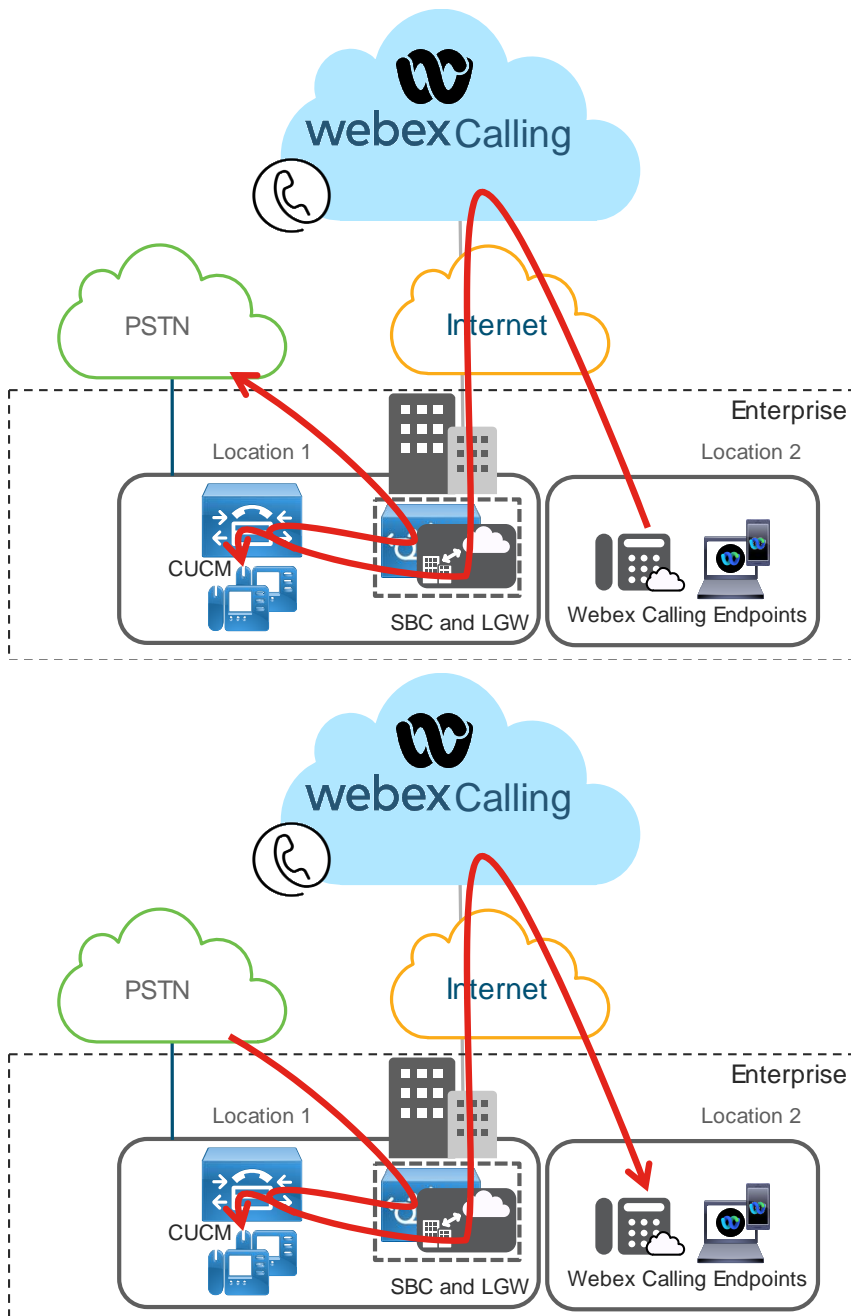 webex Calling
PSTN
Internet
Enterprise
Location 1
Location 2
CUCM
SBC and LGW
Webex Calling Endpoints
webex Calling
PSTN
Internet
Enterprise
Location 1
Location 2
CUCM
SBC and LGW
Webex Calling Endpoints